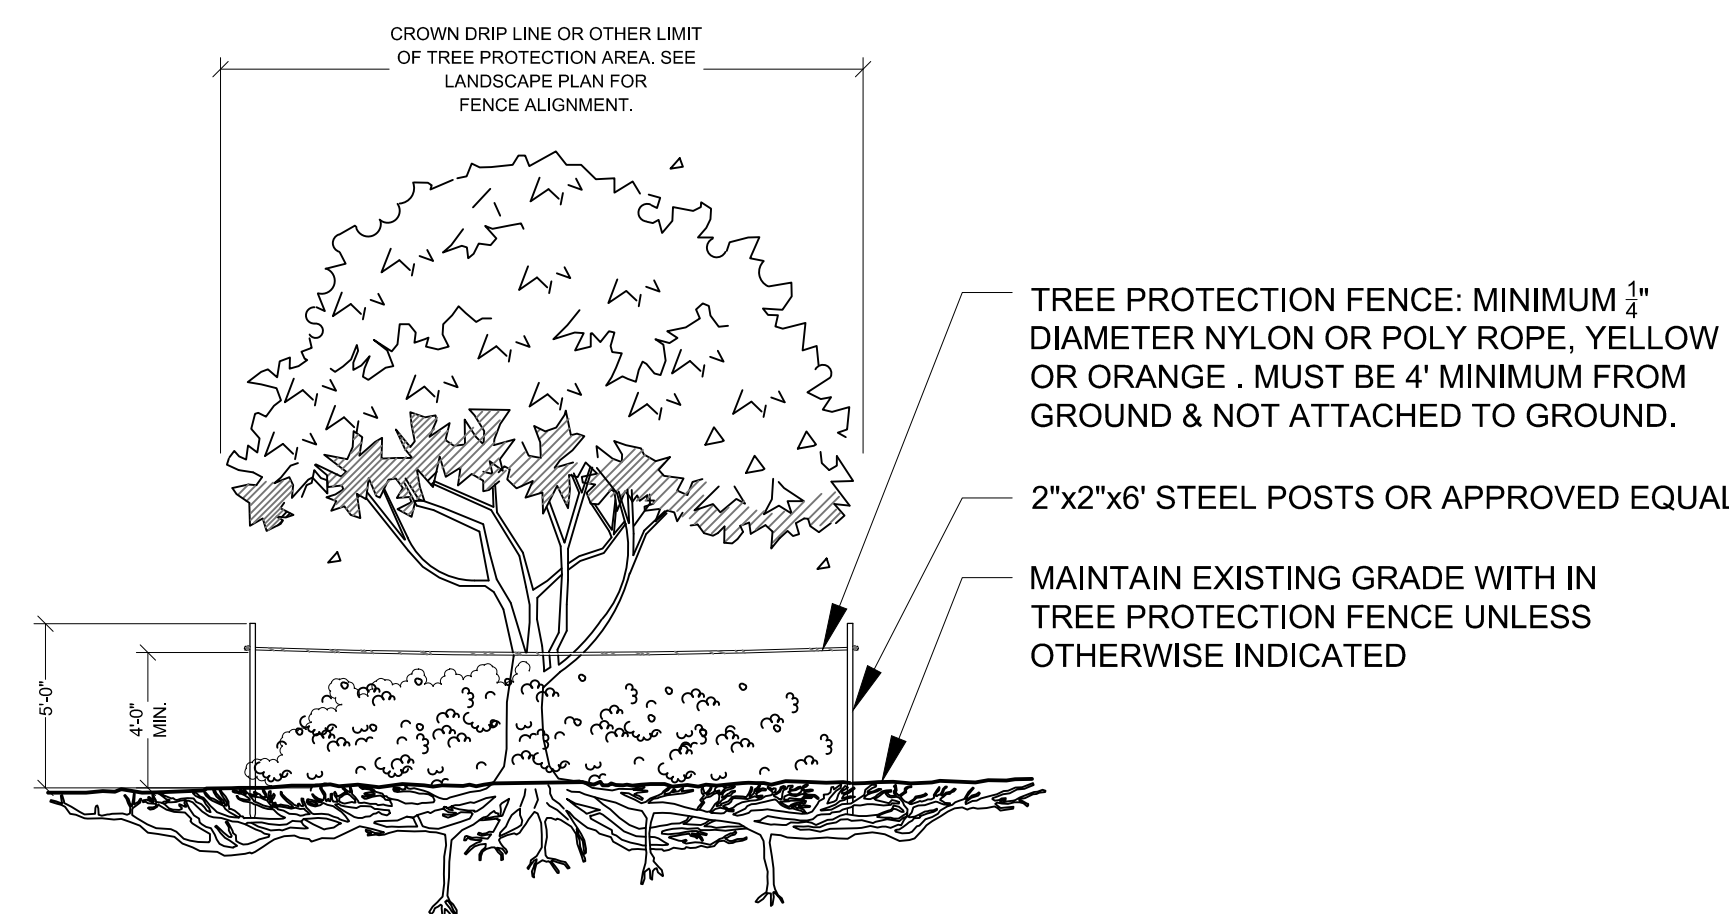 CROWN DRIP LINE OR OTHER LIMIT
OF TREE PROTECTION AREA. SEE
LANDSCAPE PLAN FOR
FENCE ALIGNMENT.
TREE PROTECTION FENCE: MINIMUM 1/4"
DIAMETER NYLON OR POLY ROPE, YELLOW
OR ORANGE . MUST BE 4' MINIMUM FROM
GROUND & NOT ATTACHED TO GROUND.
2"x2"x6' STEEL POSTS OR APPROVED EQUAL
MAINTAIN EXISTING GRADE WITH IN
TREE PROTECTION FENCE UNLESS
OTHERWISE INDICATED
5'-0"
4'-0"
MIN.